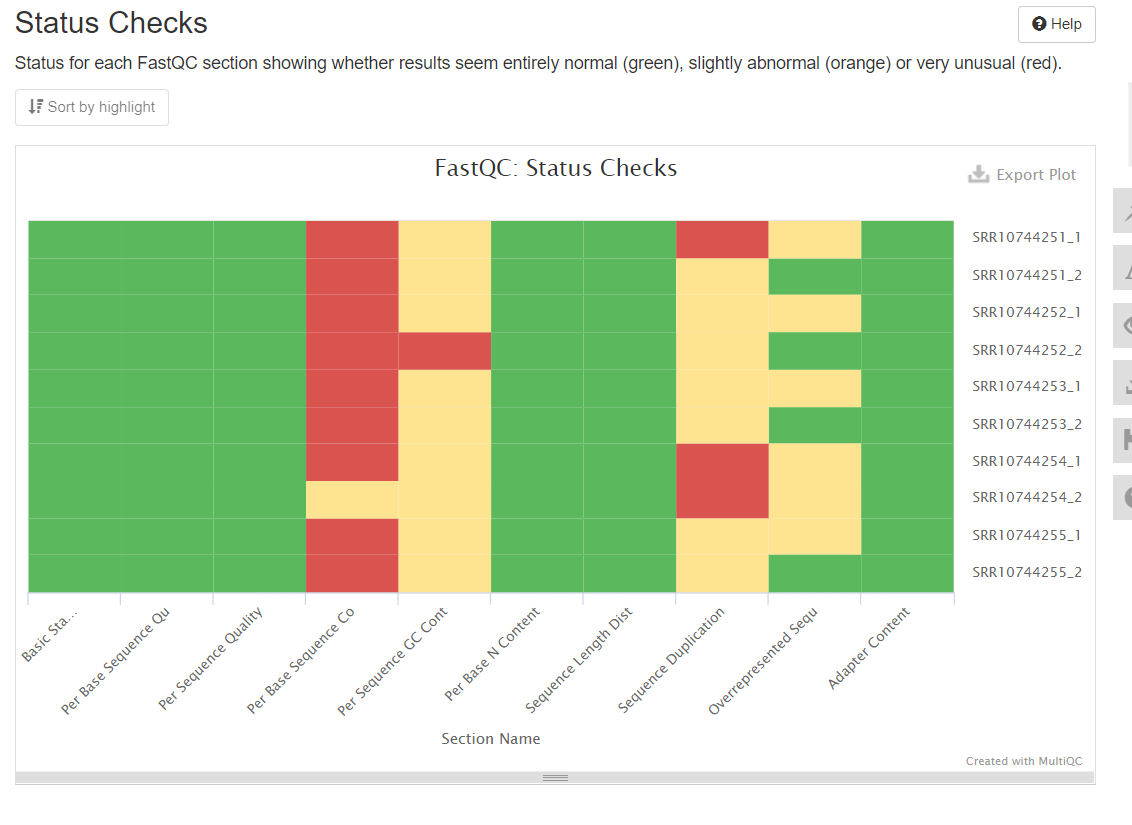 Status Checks
Help
Status for each FastQC section showing whether results seem entirely normal (green), slightly abnormal (orange) or very unusual (red).
Sort by highlight
FastQC: Status Checks
Export Plot
SRR10744251_1
SRR10744251_2
SRR10744252_1
SRR10744252_2
SRR10744253_1
SRR10744253_2
SRR10744254_1
SRR10744254_2
SRR10744255_1
SRR10744255_2
Basic Sta...
Per Base Sequence Qu
Per Sequence Quality
Per Base Sequence Co
Per Sequence GC Cont
Per Base N Content
Sequence Length Dist
Sequence Duplication
Overrepresented Sequ
Adapter Content
Section Name
Created with MultiQC